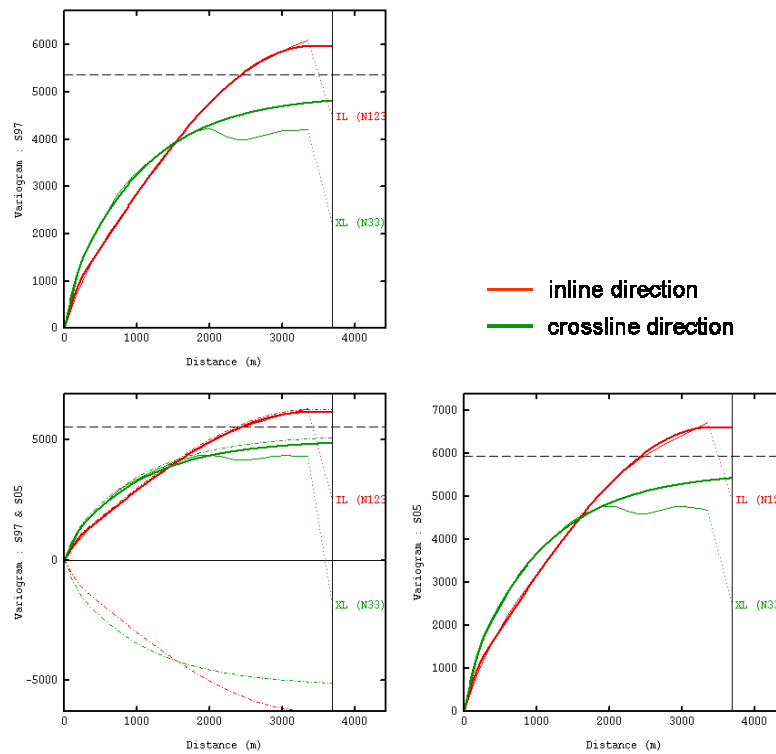 6000
5000
4000
3000
2000
1000
0
Variogram : S97
IL (N123
XL (N33)
0
1000
2000
3000
4000
Distance (m)
inline direction
crossline direction
5000
0
-5000
Variogram : S97 & S05
IL (N123
XL (N33)
0
1000
2000
3000
4000
Distance (m)
7000
6000
5000
4000
3000
2000
1000
0
Variogram : S05
IL (N12
XL (N33
0
1000
2000
3000
4000
Distance (m)